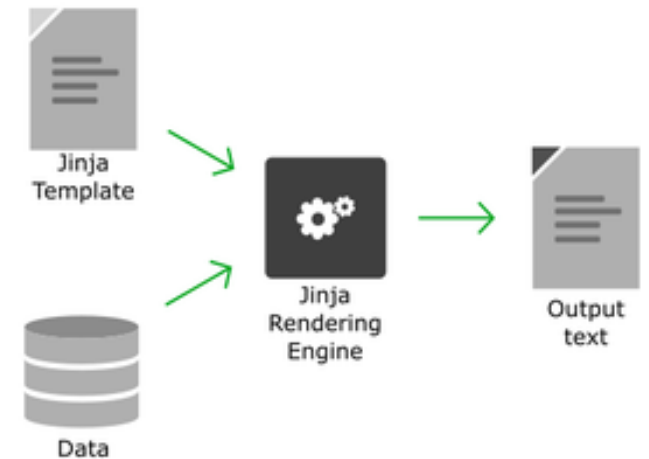 Jinja
Template
Jinja
Rendering
Engine
Output
text
Data